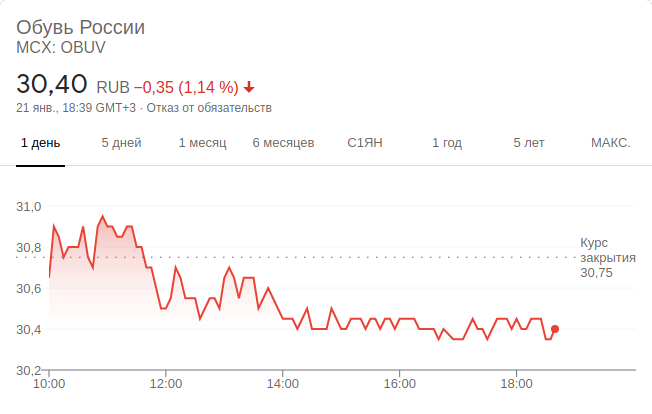 Обувь России
MCX: OBUV
30,40 RUB −0,35 (1,14 %)
21 янв., 18:39 GMT+3 · Отказ от обязательств
1 день 5 дней 1 месяц 6 месяцев С1ЯН 1 год 5 лет МАКС.
31,0
30,8
30,6
30,4
30,2
Курс
закрытия
30,75
10:00 12:00 14:00 16:00 18:00